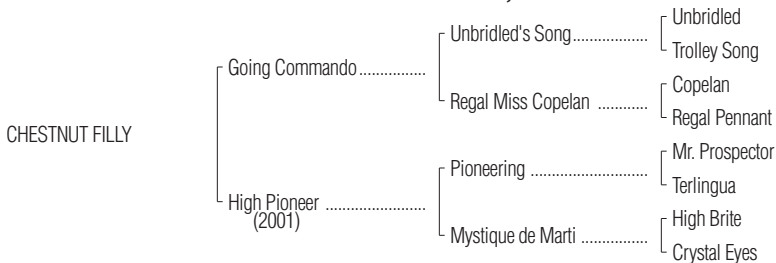 Unbridled
Unbridled's Song..................
Trolley Song
Going Commando................
Copelan
Regal Miss Copelan ............
Regal Pennant
CHESTNUT FILLY
Mr. Prospector
Pioneering ............................
Terlingua
High Pioneer ........................
(2001)
High Brite
Mystique de Marti ................
Crystal Eyes